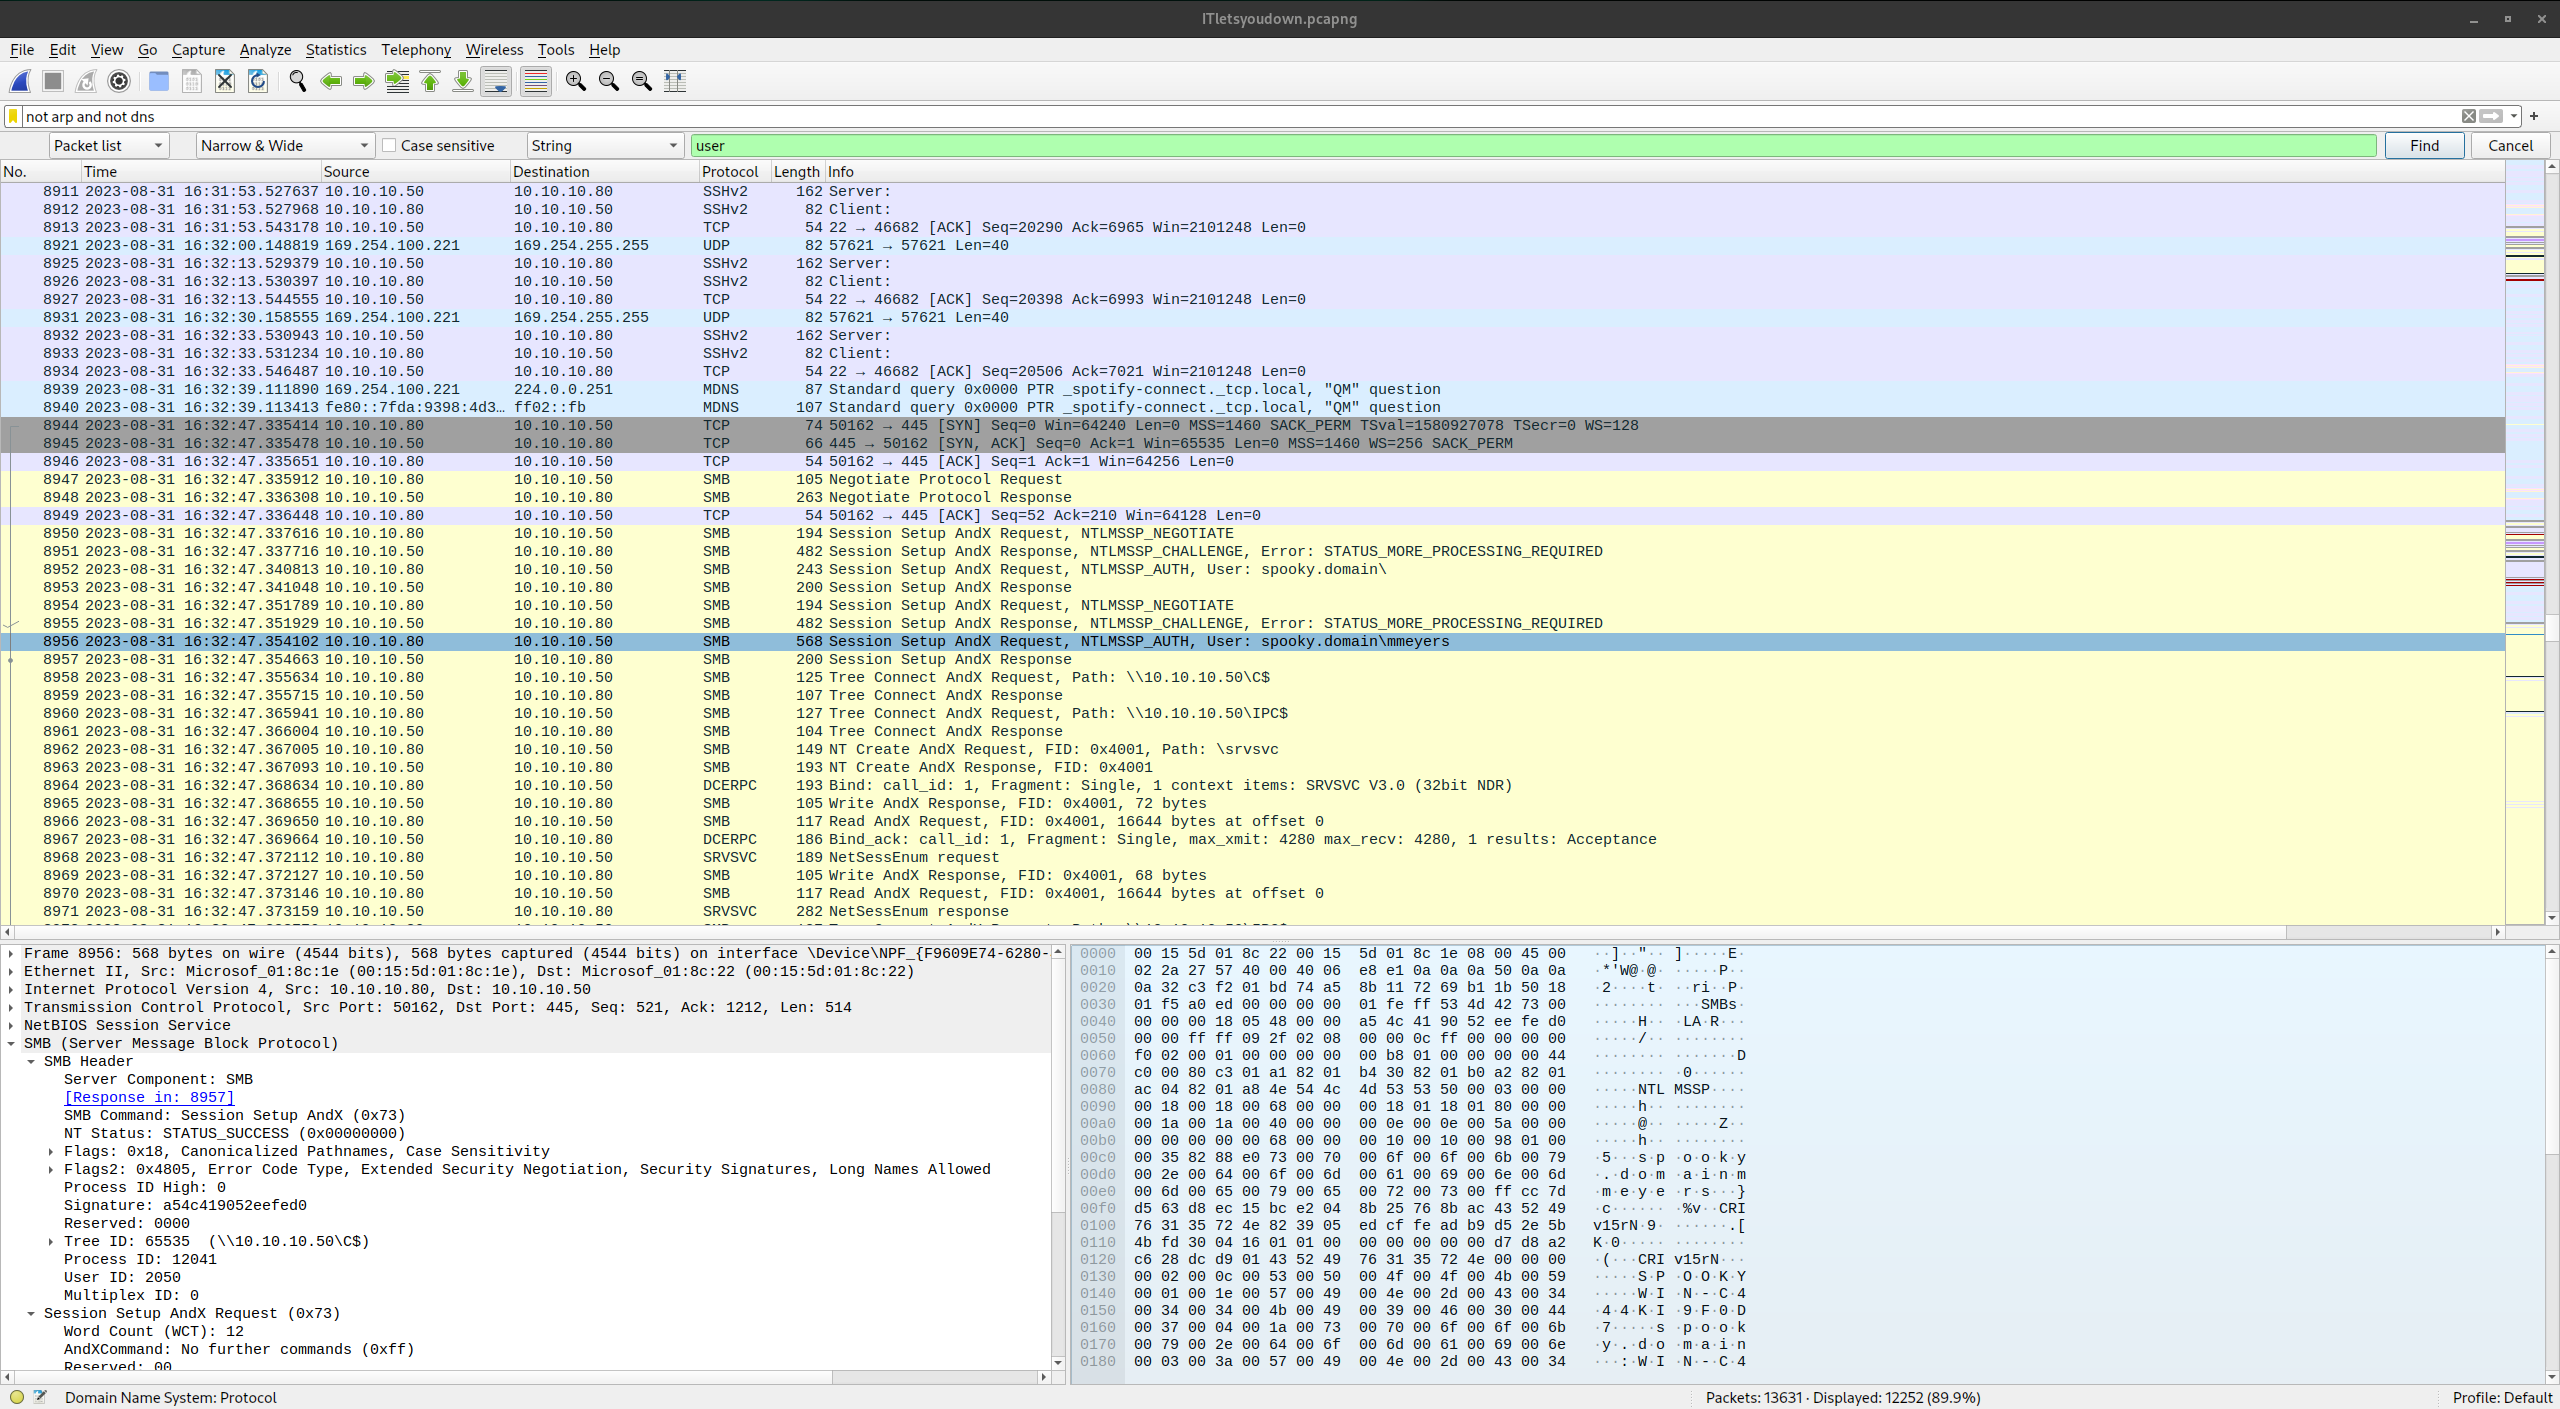 ITletsyoudown.pcapng
File Edit View Go Capture Analyze Statistics Telephony Wireless Tools Help
not arp and not dns
Packet list Narrow & Wide Case sensitive String user Find Cancel
No. Time Source Destination Protocol Length Info
8911 2023-08-31 16:31:53.527637 10.10.10.50 10.10.10.80 SSHv2 162 Server:
8912 2023-08-31 16:31:53.527968 10.10.10.80 10.10.10.50 SSHv2 82 Client:
8913 2023-08-31 16:31:53.543178 10.10.10.50 10.10.10.80 TCP 54 22 → 46682 [ACK] Seq=20290 Ack=6965 Win=2101248 Len=0
8921 2023-08-31 16:32:00.148819 169.254.100.221 169.254.255.255 UDP 82 57621 → 57621 Len=40
8925 2023-08-31 16:32:13.529379 10.10.10.50 10.10.10.80 SSHv2 162 Server:
8926 2023-08-31 16:32:13.530397 10.10.10.80 10.10.10.50 SSHv2 82 Client:
8927 2023-08-31 16:32:13.544555 10.10.10.50 10.10.10.80 TCP 54 22 → 46682 [ACK] Seq=20398 Ack=6993 Win=2101248 Len=0
8931 2023-08-31 16:32:30.158555 169.254.100.221 169.254.255.255 UDP 82 57621 → 57621 Len=40
8932 2023-08-31 16:32:33.530943 10.10.10.50 10.10.10.80 SSHv2 162 Server:
8933 2023-08-31 16:32:33.531234 10.10.10.80 10.10.10.50 SSHv2 82 Client:
8934 2023-08-31 16:32:33.546487 10.10.10.50 10.10.10.80 TCP 54 22 → 46682 [ACK] Seq=20506 Ack=7021 Win=2101248 Len=0
8939 2023-08-31 16:32:39.111890 169.254.100.221 224.0.0.251 MDNS 87 Standard query 0x0000 PTR _spotify-connect._tcp.local, "QM" question
8940 2023-08-31 16:32:39.113413 fe80::7fda:9398:4d3… ff02::fb MDNS 107 Standard query 0x0000 PTR _spotify-connect._tcp.local, "QM" question
8944 2023-08-31 16:32:47.335414 10.10.10.80 10.10.10.50 TCP 74 50162 → 445 [SYN] Seq=0 Win=64240 Len=0 MSS=1460 SACK_PERM TSval=1580927078 TSecr=0 WS=128
8945 2023-08-31 16:32:47.335478 10.10.10.50 10.10.10.80 TCP 66 445 → 50162 [SYN, ACK] Seq=0 Ack=1 Win=65535 Len=0 MSS=1460 WS=256 SACK_PERM
8946 2023-08-31 16:32:47.335651 10.10.10.80 10.10.10.50 TCP 54 50162 → 445 [ACK] Seq=1 Ack=1 Win=64256 Len=0
8947 2023-08-31 16:32:47.335912 10.10.10.80 10.10.10.50 SMB 105 Negotiate Protocol Request
8948 2023-08-31 16:32:47.336308 10.10.10.50 10.10.10.80 SMB 263 Negotiate Protocol Response
8949 2023-08-31 16:32:47.336448 10.10.10.80 10.10.10.50 TCP 54 50162 → 445 [ACK] Seq=52 Ack=210 Win=64128 Len=0
8950 2023-08-31 16:32:47.337616 10.10.10.80 10.10.10.50 SMB 194 Session Setup AndX Request, NTLMSSP_NEGOTIATE
8951 2023-08-31 16:32:47.337716 10.10.10.50 10.10.10.80 SMB 482 Session Setup AndX Response, NTLMSSP_CHALLENGE, Error: STATUS_MORE_PROCESSING_REQUIRED
8952 2023-08-31 16:32:47.340813 10.10.10.80 10.10.10.50 SMB 243 Session Setup AndX Request, NTLMSSP_AUTH, User: spooky.domain\
8953 2023-08-31 16:32:47.341048 10.10.10.50 10.10.10.80 SMB 200 Session Setup AndX Response
8954 2023-08-31 16:32:47.351789 10.10.10.80 10.10.10.50 SMB 194 Session Setup AndX Request, NTLMSSP_NEGOTIATE
8955 2023-08-31 16:32:47.351929 10.10.10.50 10.10.10.80 SMB 482 Session Setup AndX Response, NTLMSSP_CHALLENGE, Error: STATUS_MORE_PROCESSING_REQUIRED
8956 2023-08-31 16:32:47.354102 10.10.10.80 10.10.10.50 SMB 568 Session Setup AndX Request, NTLMSSP_AUTH, User: spooky.domain\mmeyers
8957 2023-08-31 16:32:47.354663 10.10.10.50 10.10.10.80 SMB 200 Session Setup AndX Response
8958 2023-08-31 16:32:47.355634 10.10.10.80 10.10.10.50 SMB 125 Tree Connect AndX Request, Path: \\10.10.10.50\C$
8959 2023-08-31 16:32:47.355715 10.10.10.50 10.10.10.80 SMB 107 Tree Connect AndX Response
8960 2023-08-31 16:32:47.365941 10.10.10.80 10.10.10.50 SMB 127 Tree Connect AndX Request, Path: \\10.10.10.50\IPC$
8961 2023-08-31 16:32:47.366004 10.10.10.50 10.10.10.80 SMB 104 Tree Connect AndX Response
8962 2023-08-31 16:32:47.367005 10.10.10.80 10.10.10.50 SMB 149 NT Create AndX Request, FID: 0x4001, Path: \srvsvc
8963 2023-08-31 16:32:47.367093 10.10.10.50 10.10.10.80 SMB 193 NT Create AndX Response, FID: 0x4001
8964 2023-08-31 16:32:47.368634 10.10.10.80 10.10.10.50 DCERPC 193 Bind: call_id: 1, Fragment: Single, 1 context items: SRVSVC V3.0 (32bit NDR)
8965 2023-08-31 16:32:47.368655 10.10.10.50 10.10.10.80 SMB 105 Write AndX Response, FID: 0x4001, 72 bytes
8966 2023-08-31 16:32:47.369650 10.10.10.80 10.10.10.50 SMB 117 Read AndX Request, FID: 0x4001, 16644 bytes at offset 0
8967 2023-08-31 16:32:47.369664 10.10.10.50 10.10.10.80 DCERPC 186 Bind_ack: call_id: 1, Fragment: Single, max_xmit: 4280 max_recv: 4280, 1 results: Acceptance
8968 2023-08-31 16:32:47.372112 10.10.10.80 10.10.10.50 SRVSVC 189 NetSessEnum request
8969 2023-08-31 16:32:47.372127 10.10.10.50 10.10.10.80 SMB 105 Write AndX Response, FID: 0x4001, 68 bytes
8970 2023-08-31 16:32:47.373146 10.10.10.80 10.10.10.50 SMB 117 Read AndX Request, FID: 0x4001, 16644 bytes at offset 0
8971 2023-08-31 16:32:47.373159 10.10.10.50 10.10.10.80 SRVSVC 282 NetSessEnum response
Frame 8956: 568 bytes on wire (4544 bits), 568 bytes captured (4544 bits) on interface \Device\NPF_{F9609E74-6280-
Ethernet II, Src: Microsof_01:8c:1e (00:15:5d:01:8c:1e), Dst: Microsof_01:8c:22 (00:15:5d:01:8c:22)
Internet Protocol Version 4, Src: 10.10.10.80, Dst: 10.10.10.50
Transmission Control Protocol, Src Port: 50162, Dst Port: 445, Seq: 521, Ack: 1212, Len: 514
NetBIOS Session Service
SMB (Server Message Block Protocol)
SMB Header
Server Component: SMB
[Response in: 8957]
SMB Command: Session Setup AndX (0x73)
NT Status: STATUS_SUCCESS (0x00000000)
Flags: 0x18, Canonicalized Pathnames, Case Sensitivity
Flags2: 0x4805, Error Code Type, Extended Security Negotiation, Security Signatures, Long Names Allowed
Process ID High: 0
Signature: a54c419052eefed0
Reserved: 0000
Tree ID: 65535  (\\10.10.10.50\C$)
Process ID: 12041
User ID: 2050
Multiplex ID: 0
Session Setup AndX Request (0x73)
Word Count (WCT): 12
AndXCommand: No further commands (0xff)
Reserved: 00
0000 00 15 5d 01 8c 22 00 15 5d 01 8c 1e 08 00 45 00 ··]··"·· ]·····E·
0010 02 2a 27 57 40 00 40 06 e8 e1 0a 0a 0a 50 0a 0a ·*'W@·@· ·····P··
0020 0a 32 c3 f2 01 bd 74 a5 8b 11 72 69 b1 1b 50 18 ·2····t· ··ri··P·
0030 01 f5 a0 ed 00 00 00 00 01 fe ff 53 4d 42 73 00 ········ ···SMBs·
0040 00 00 00 18 05 48 00 00 a5 4c 41 90 52 ee fe d0 ·····H·· ·LA·R···
0050 00 00 ff ff 09 2f 02 08 00 00 0c ff 00 00 00 00 ·····/·· ········
0060 f0 02 00 01 00 00 00 00 00 b8 01 00 00 00 00 44 ········ ·······D
0070 c0 00 80 c3 01 a1 82 01 b4 30 82 01 b0 a2 82 01 ········ ·0······
0080 ac 04 82 01 a8 4e 54 4c 4d 53 53 50 00 03 00 00 ·····NTL MSSP····
0090 00 18 00 18 00 68 00 00 00 18 01 18 01 80 00 00 ·····h·· ········
00a0 00 1a 00 1a 00 40 00 00 00 0e 00 0e 00 5a 00 00 ·····@·· ·····Z··
00b0 00 00 00 00 00 68 00 00 00 10 00 10 00 98 01 00 ·····h·· ········
00c0 00 35 82 88 e0 73 00 70 00 6f 00 6f 00 6b 00 79 ·5···s·p ·o·o·k·y
00d0 00 2e 00 64 00 6f 00 6d 00 61 00 69 00 6e 00 6d ·.·d·o·m ·a·i·n·m
00e0 00 6d 00 65 00 79 00 65 00 72 00 73 00 ff cc 7d ·m·e·y·e ·r·s···}
00f0 d5 63 d8 ec 15 bc e2 04 8b 25 76 8b ac 43 52 49 ·c······ ·%v··CRI
0100 76 31 35 72 4e 82 39 05 ed cf fe ad b9 d5 2e 5b v15rN·9· ······.[
0110 4b fd 30 04 16 01 01 00 00 00 00 00 00 d7 d8 a2 K·0····· ········
0120 c6 28 dc d9 01 43 52 49 76 31 35 72 4e 00 00 00 ·(···CRI v15rN···
0130 00 02 00 0c 00 53 00 50 00 4f 00 4f 00 4b 00 59 ·····S·P ·O·O·K·Y
0140 00 01 00 1e 00 57 00 49 00 4e 00 2d 00 43 00 34 ·····W·I ·N·-·C·4
0150 00 34 00 34 00 4b 00 49 00 39 00 46 00 30 00 44 ·4·4·K·I ·9·F·0·D
0160 00 37 00 04 00 1a 00 73 00 70 00 6f 00 6f 00 6b ·7·····s ·p·o·o·k
0170 00 79 00 2e 00 64 00 6f 00 6d 00 61 00 69 00 6e ·y·.·d·o ·m·a·i·n
0180 00 03 00 3a 00 57 00 49 00 4e 00 2d 00 43 00 34 ···:·W·I ·N·-·C·4
Domain Name System: Protocol Packets: 13631 · Displayed: 12252 (89.9%) Profile: Default